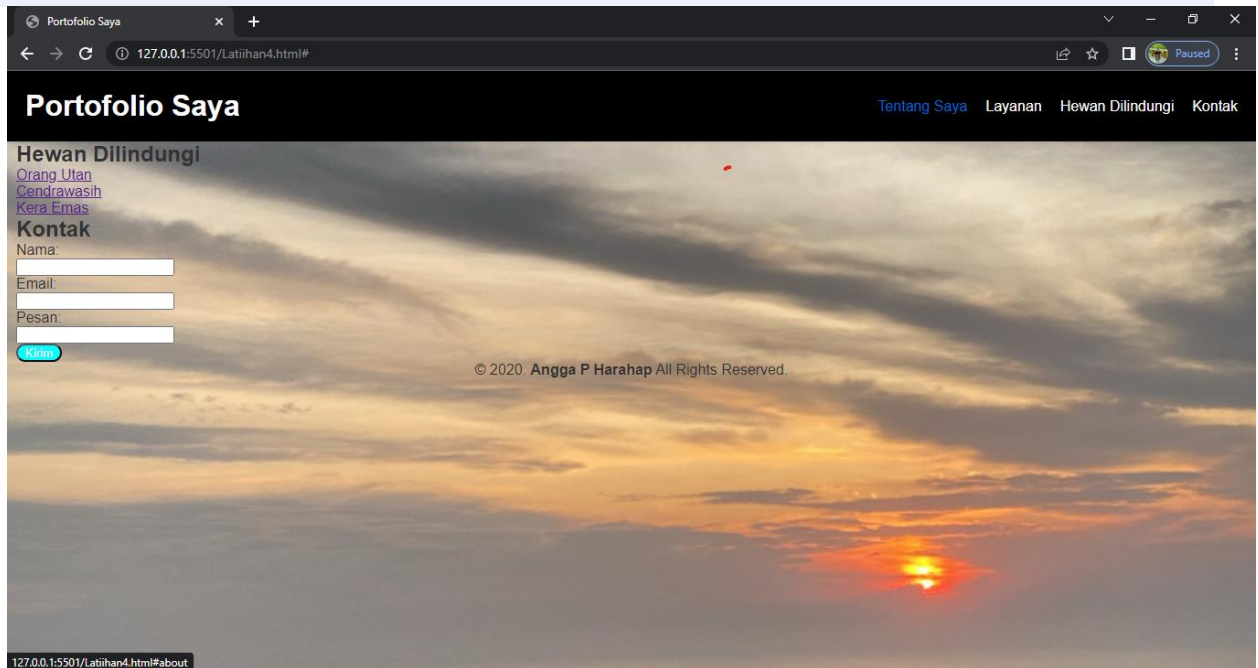 Portofolio Saya
127.0.0.1:5501/Latiihan4.html#
Paused
Portofolio Saya
Tentang Saya Layanan Hewan Dilindungi Kontak
Hewan Dilindungi
Orang Utan
Cendrawasih
Kera Emas
Kontak
Nama:
Email:
Pesan:
Kirim
© 2020. Angga P Harahap All Rights Reserved.
127.0.0.1:5501/Latiihan4.html#about